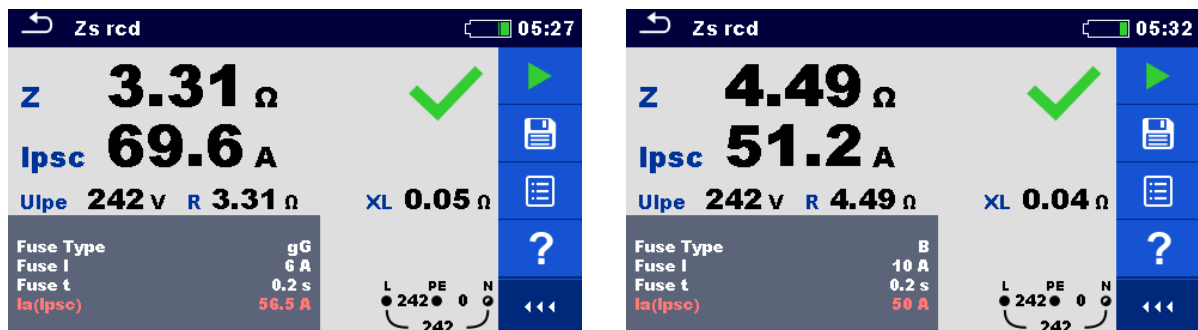 Zs rcd 05:27
Z 3.31 Ω
Ipsc 69.6 A
Ulpe 242 V R 3.31 Ω XL 0.05 Ω
Fuse Type gG
Fuse I 6 A
Fuse t 0.2 s
Ia(Ipsc) 56.5 A
L PE N
242 0
242
?
Zs rcd 05:32
Z 4.49 Ω
Ipsc 51.2 A
Ulpe 242 V R 4.49 Ω XL 0.04 Ω
Fuse Type B
Fuse I 10 A
Fuse t 0.2 s
Ia(Ipsc) 50 A
L PE N
242 0
242
?